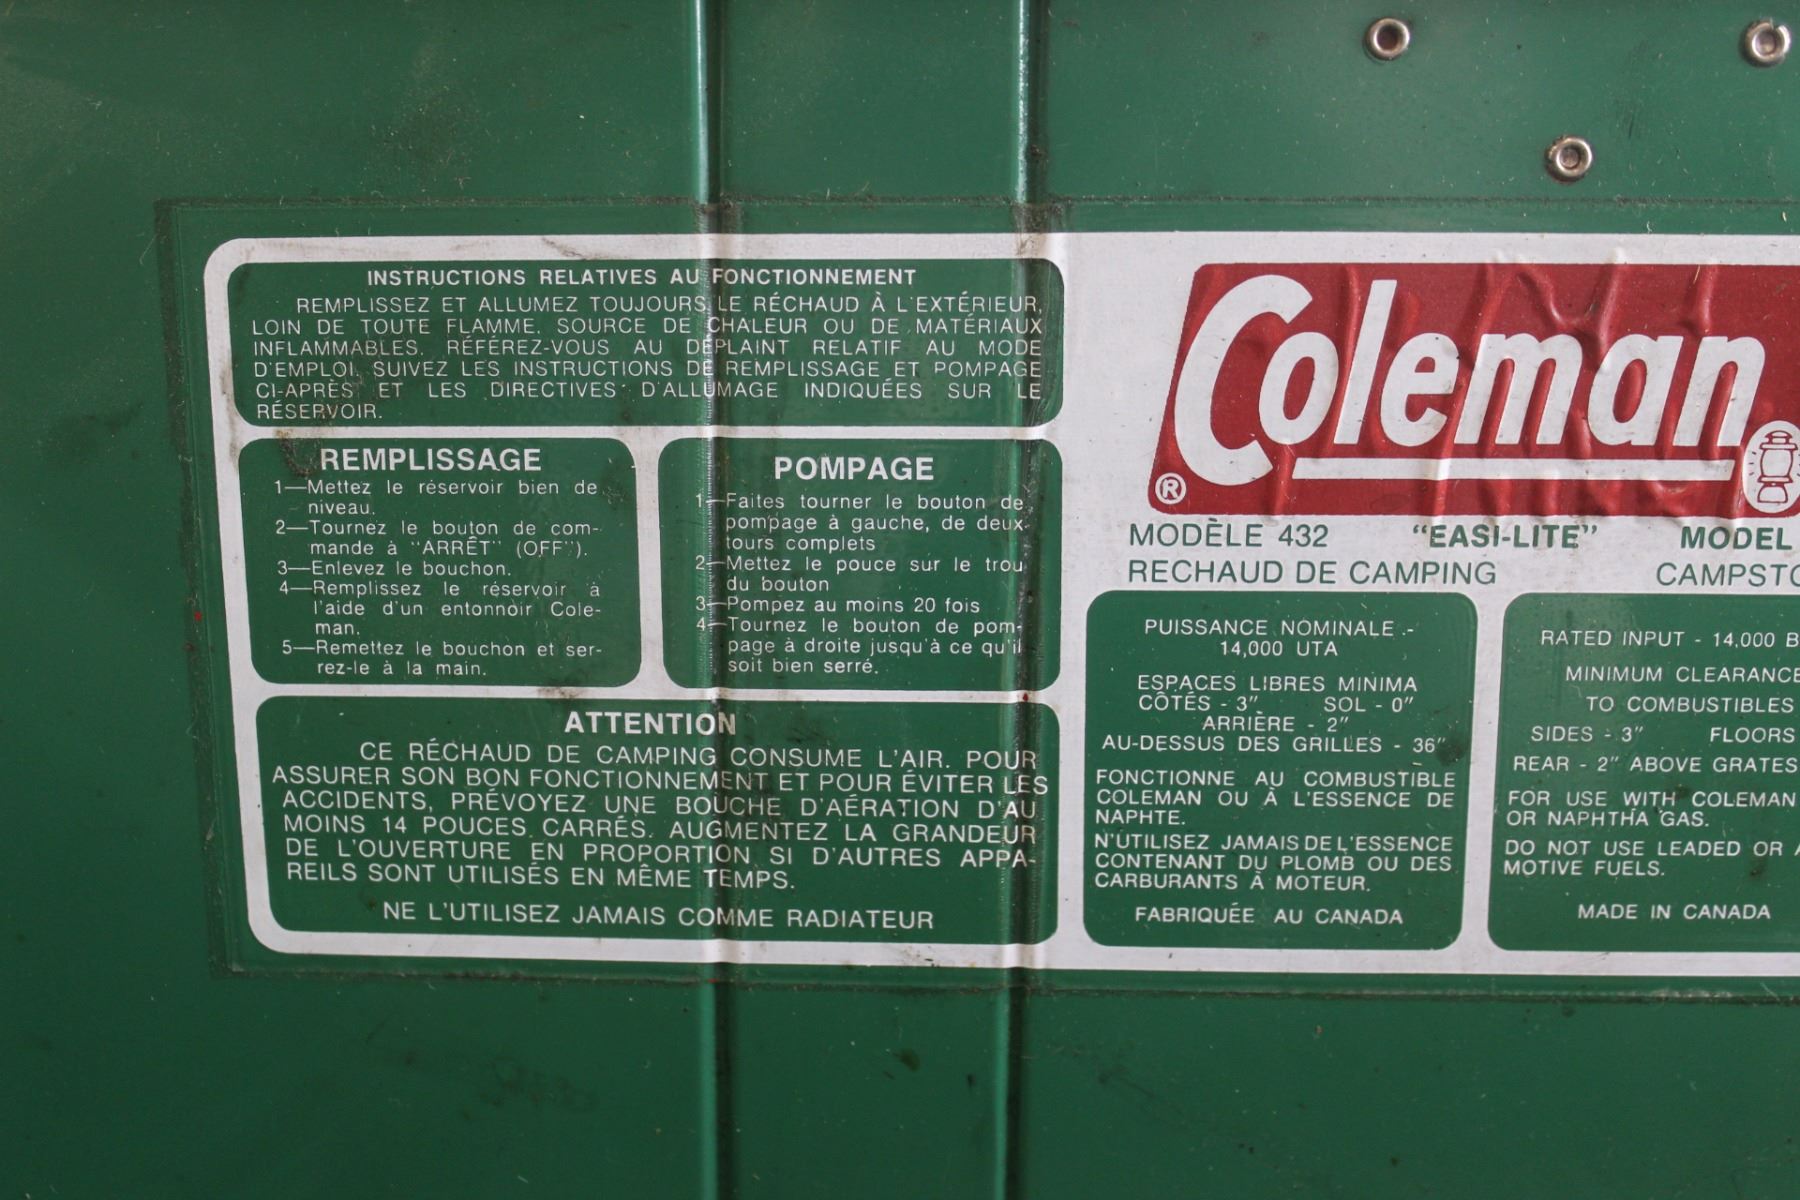 INSTRUCTIONS RELATIVES AU FONCTIONNEMENT
REMPLISSEZ ET ALLUMEZ TOUJOURS LE RÉCHAUD À L'EXTÉRIEUR,
LOIN DE TOUTE FLAMME. SOURCE DE CHALEUR OU DE MATÉRIAUX
INFLAMMABLES. RÉFÉREZ-VOUS AU DÉPLAINT RELATIF AU MODE
D'EMPLOI. SUIVEZ LES INSTRUCTIONS DE REMPLISSAGE ET POMPAGE
CI-APRÈS ET LES DIRECTIVES D'ALLUMAGE INDIQUÉES SUR LE
RÉSERVOIR.
REMPLISSAGE
1—Mettez le réservoir bien de
niveau.
2—Tournez le bouton de com-
mande à "ARRÊT" (OFF").
3—Enlevez le bouchon.
4—Remplissez le réservoir à
l'aide d'un entonnoir Cole-
man.
5—Remettez le bouchon et ser-
rez-le à la main.
POMPAGE
1—Faites tourner le bouton de
pompage à gauche, de deux
tours complets
2—Mettez le pouce sur le trou
du bouton
3—Pompez au moins 20 fois
4—Tournez le bouton de pom-
page à droite jusqu'à ce qu'il
soit bien serré.
ATTENTION
CE RÉCHAUD DE CAMPING CONSUME L'AIR. POUR
ASSURER SON BON FONCTIONNEMENT ET POUR ÉVITER LES
ACCIDENTS, PRÉVOYEZ UNE BOUCHE D'AÉRATION D'AU
MOINS 14 POUCES CARRÉS. AUGMENTEZ LA GRANDEUR
DE L'OUVERTURE EN PROPORTION SI D'AUTRES APPA-
REILS SONT UTILISÉS EN MÊME TEMPS.
NE L'UTILISEZ JAMAIS COMME RADIATEUR
Coleman
®
MODÈLE 432 "EASI-LITE" MODEL
RECHAUD DE CAMPING CAMPSTO
PUISSANCE NOMINALE -
14,000 UTA
ESPACES LIBRES MINIMA
CÔTÉS - 3" SOL - 0"
ARRIÈRE - 2"
AU-DESSUS DES GRILLES - 36"
FONCTIONNE AU COMBUSTIBLE
COLEMAN OU À L'ESSENCE DE
NAPHTE.
N'UTILISEZ JAMAIS DE L'ESSENCE
CONTENANT DU PLOMB OU DES
CARBURANTS À MOTEUR.
FABRIQUÉE AU CANADA
RATED INPUT - 14,000 B
MINIMUM CLEARANCE
TO COMBUSTIBLES
SIDES - 3" FLOORS
REAR - 2" ABOVE GRATES
FOR USE WITH COLEMAN
OR NAPHTHA GAS.
DO NOT USE LEADED OR A
MOTIVE FUELS.
MADE IN CANADA